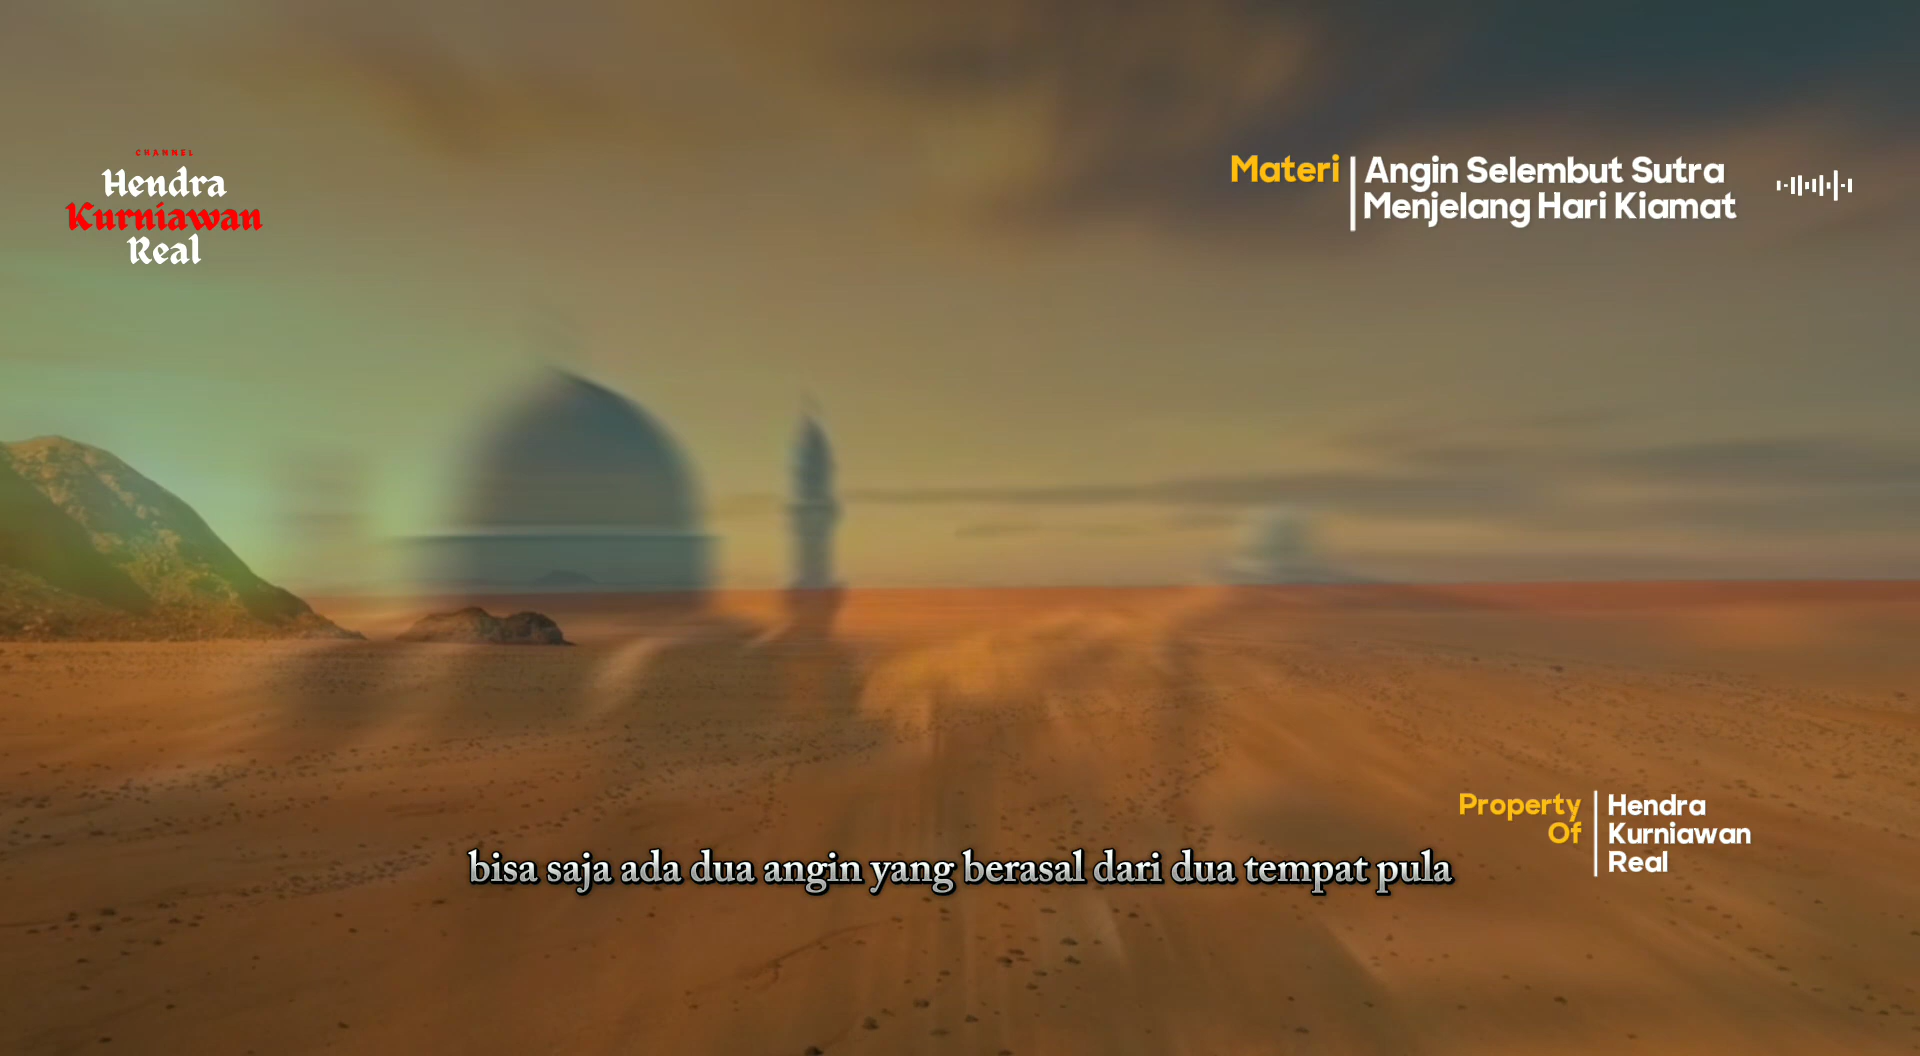 CHANNEL
Hendra
Kurniawan
Real
Materi
Angin Selembut Sutra
Menjelang Hari Kiamat
Property
Of
Hendra
Kurniawan
Real
bisa saja ada dua angin yang berasal dari dua tempat pula